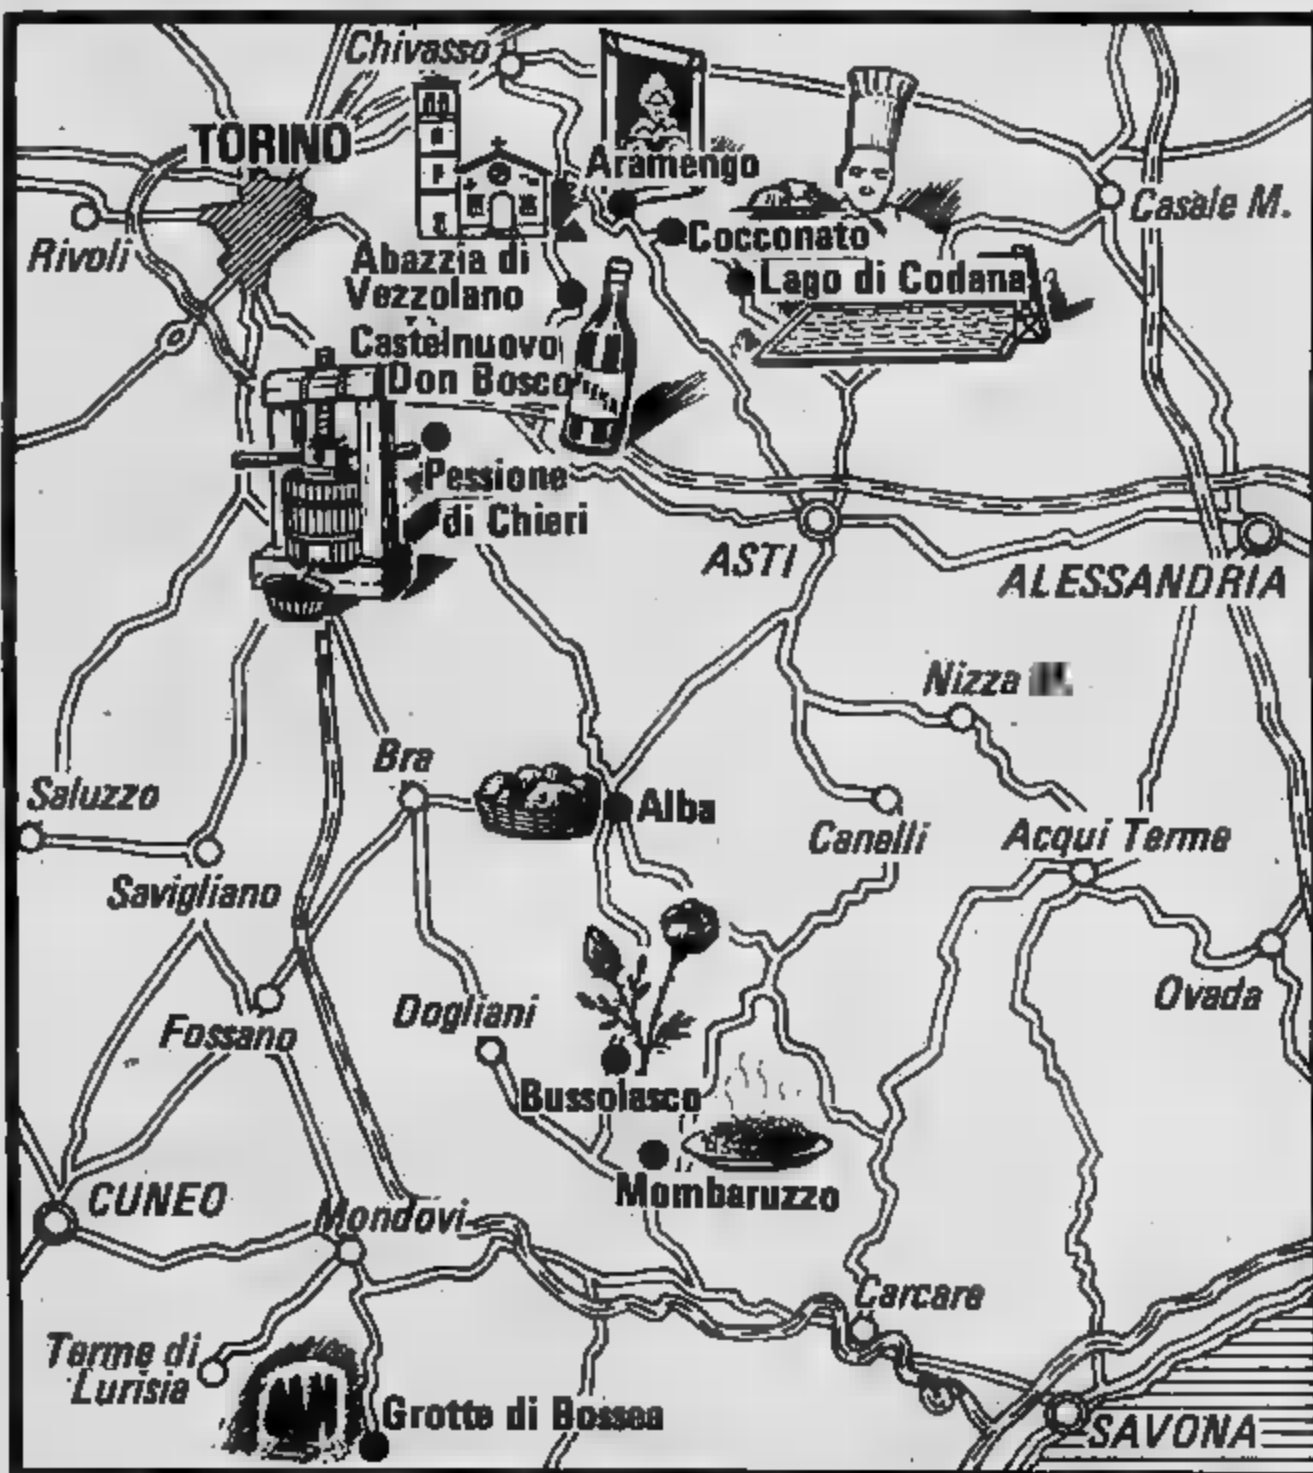 Chivasso
TORINO
Aramengo
Casale M.
Rivoli
Cocconato
Abazzia di
Vezzolano
Lago di Codana
Castelnuovo
Don Bosco
Pessione
di Chieri
ASTI
ALESSANDRIA
Nizza
Bra
Saluzzo
Alba
Canelli
Acqui Terme
Savigliano
Ovada
Dogliani
Fossano
Bussolasco
Mombaruzzo
CUNEO
Mondovi
Carcare
Terme di
Lurisia
Grotte di Bossea
SAVONA